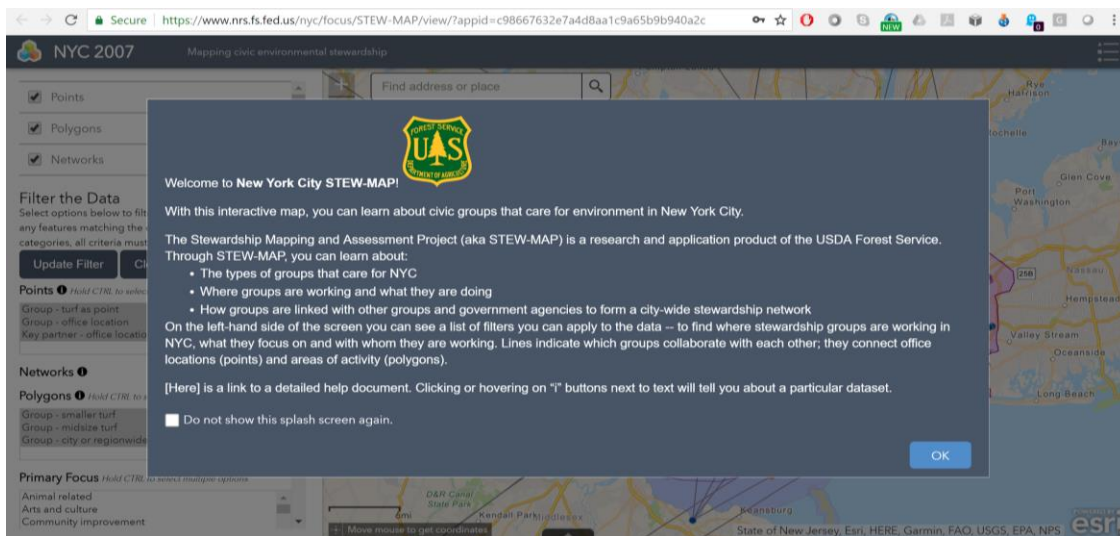 Secure https://www.nrs.fs.fed.us/nyc/focus/STEW-MAP/view/?appid=c98667632e7a4d8aa1c9a65b9b940a2c
NEW
0
NYC 2007 Mapping civic environmental stewardship
Points
Find address or place
Polygons
Networks
Filter the Data
Select options below to filt
any features matching the
categories, all criteria must
Update Filter
Points Hold CTRL to selec
Group - turf as point
Group - office location
Key partner - office locatio
Networks
Polygons Hold CTRL to s
Group - smaller turf
Group - midsize turf
Group - city or regionwide
Primary Focus Hold CTRL to select multiple options
Animal related
Arts and culture
Community improvement
FOREST SERVICE
UAS
DEPARTMENT OF AGRICULTURE
Welcome to New York City STEW-MAP!
With this interactive map, you can learn about civic groups that care for environment in New York City.
The Stewardship Mapping and Assessment Project (aka STEW-MAP) is a research and application product of the USDA Forest Service.
Through STEW-MAP, you can learn about:
• The types of groups that care for NYC
• Where groups are working and what they are doing
• How groups are linked with other groups and government agencies to form a city-wide stewardship network
On the left-hand side of the screen you can see a list of filters you can apply to the data -- to find where stewardship groups are working in
NYC, what they focus on and with whom they are working. Lines indicate which groups collaborate with each other; they connect office
locations (points) and areas of activity (polygons).
[Here] is a link to a detailed help document. Clicking or hovering on "i" buttons next to text will tell you about a particular dataset.
Do not show this splash screen again.
OK
Rye
Harrison
Glen Cove
Port
Washington
258
Nassau
Hempstead
Valley Stream
Oceanside
Long Beach
D&R Canal
State Park
6mi
Kendall Park
Keansburg
Move mouse to get coordinates
State of New Jersey, Esri, HERE, Garmin, FAO, USGS, EPA, NPS
POWERED BY
esri